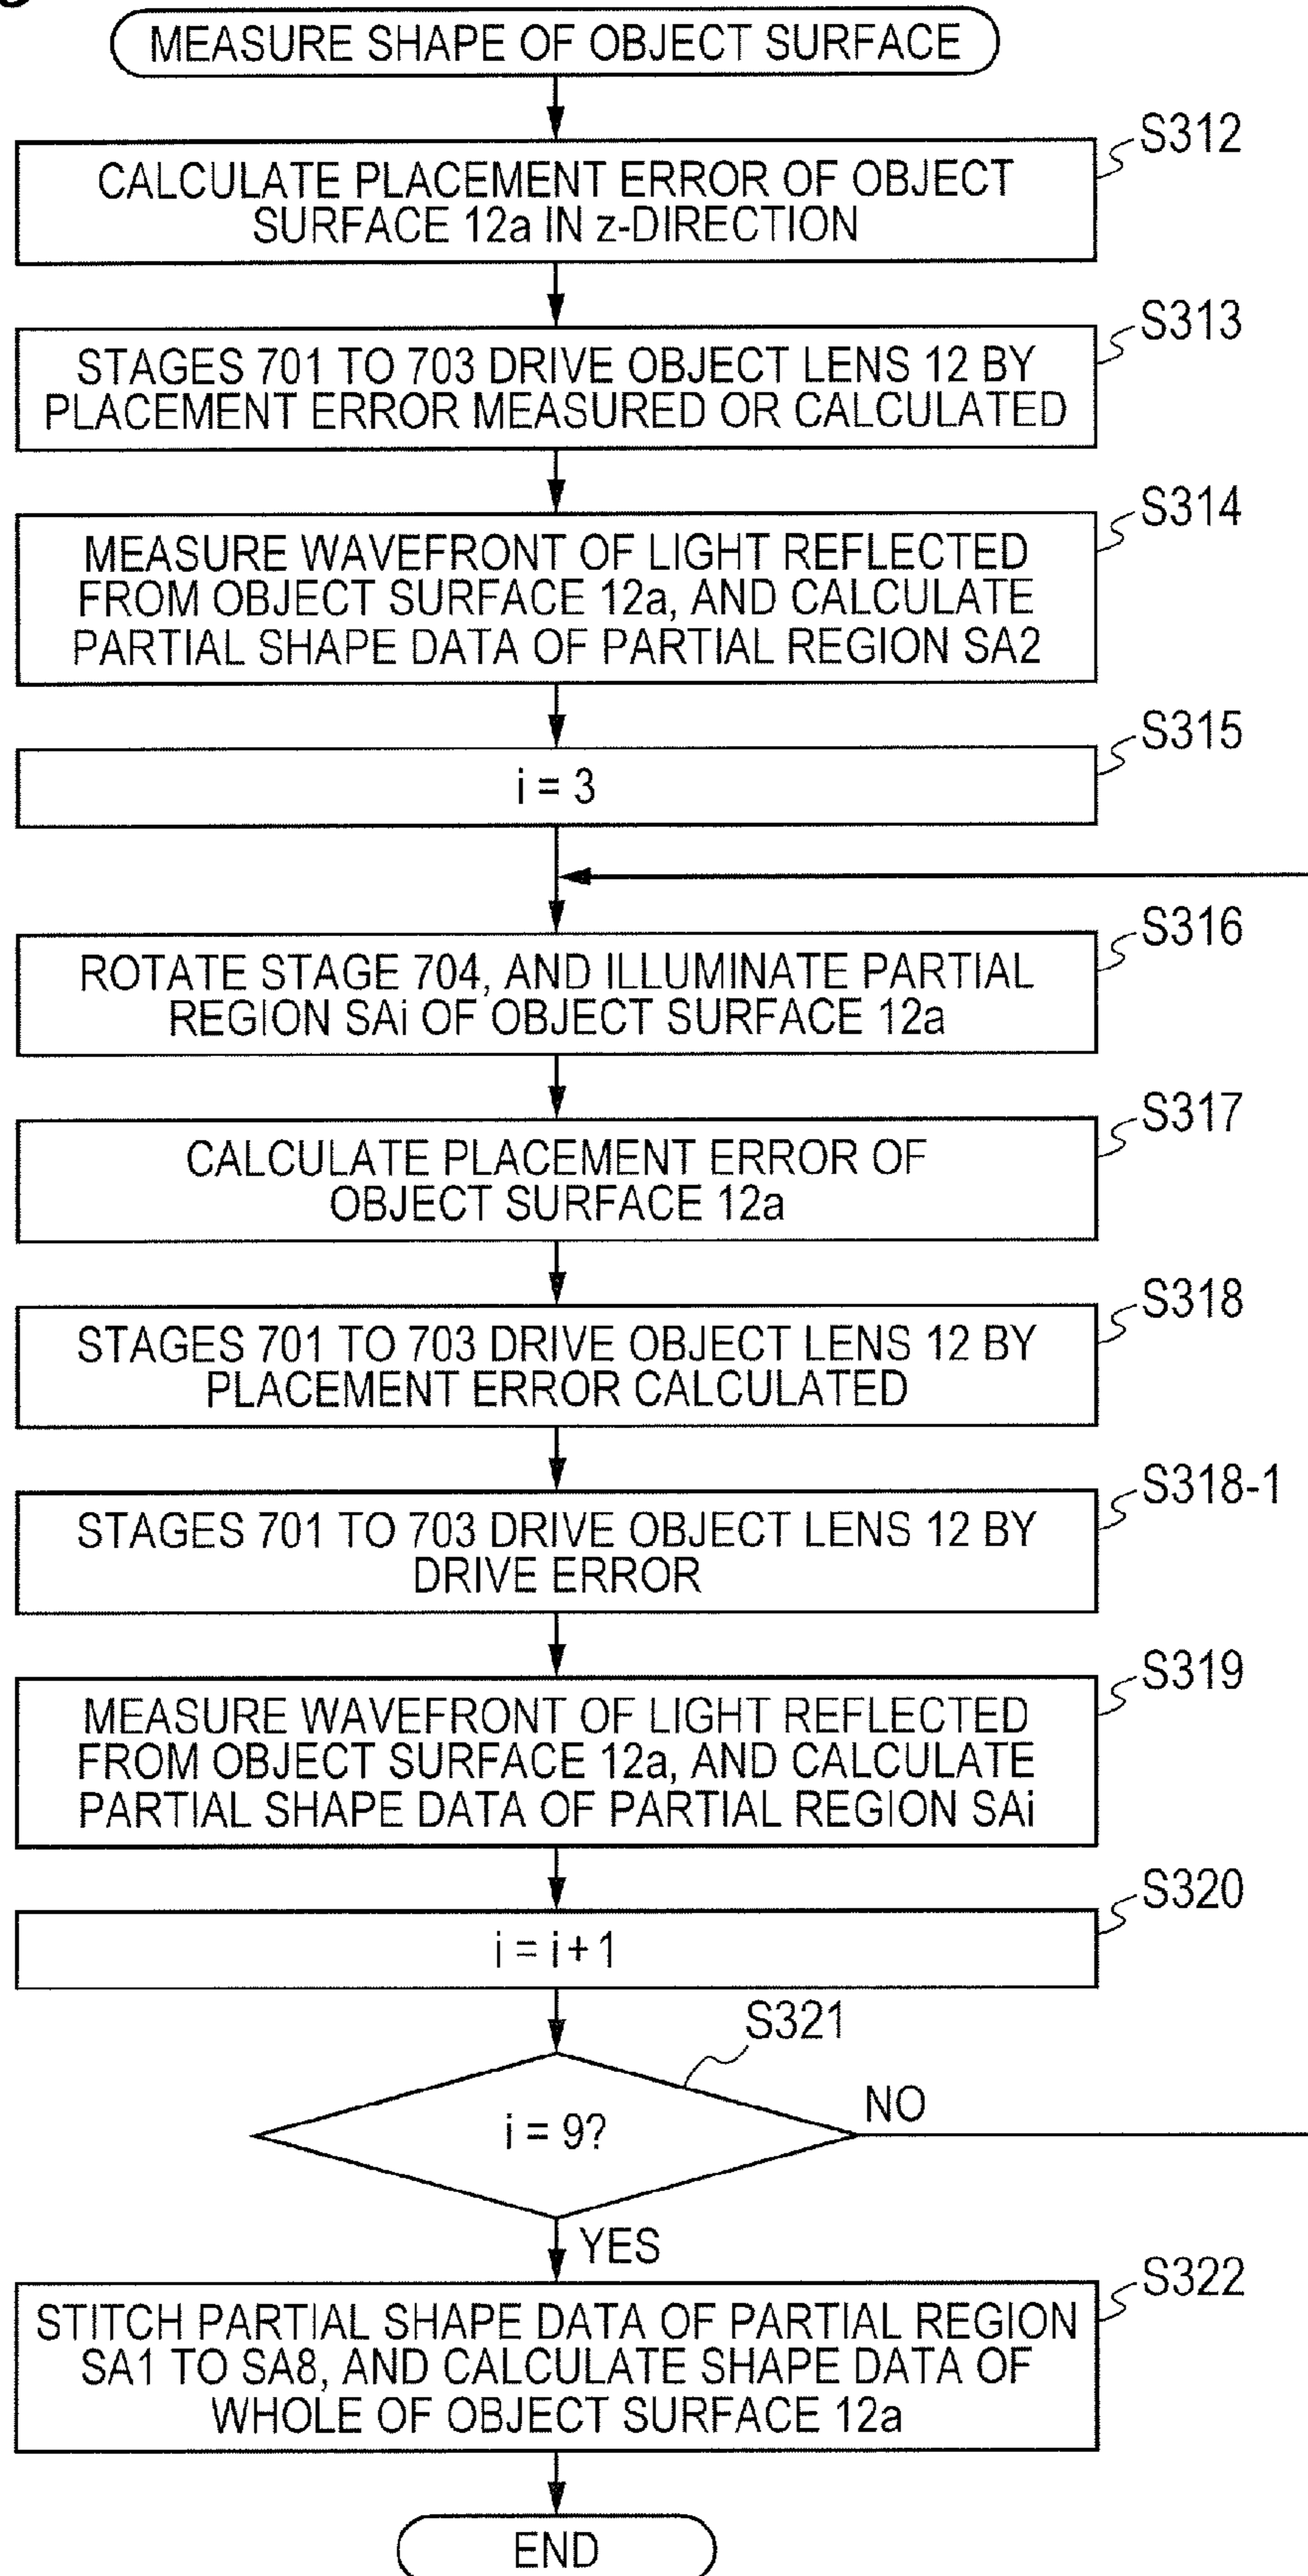 MEASURE SHAPE OF OBJECT SURFACE
S312
CALCULATE PLACEMENT ERROR OF OBJECT
SURFACE 12a IN z-DIRECTION
S313
STAGES 701 TO 703 DRIVE OBJECT LENS 12 BY
PLACEMENT ERROR MEASURED OR CALCULATED
S314
MEASURE WAVEFRONT OF LIGHT REFLECTED
FROM OBJECT SURFACE 12a, AND CALCULATE
PARTIAL SHAPE DATA OF PARTIAL REGION SA2
S315
i = 3
S316
ROTATE STAGE 704, AND ILLUMINATE PARTIAL
REGION SAi OF OBJECT SURFACE 12a
S317
CALCULATE PLACEMENT ERROR OF
OBJECT SURFACE 12a
S318
STAGES 701 TO 703 DRIVE OBJECT LENS 12 BY
PLACEMENT ERROR CALCULATED
S318-1
STAGES 701 TO 703 DRIVE OBJECT LENS 12 BY
DRIVE ERROR
S319
MEASURE WAVEFRONT OF LIGHT REFLECTED
FROM OBJECT SURFACE 12a, AND CALCULATE
PARTIAL SHAPE DATA OF PARTIAL REGION SAi
S320
i = i + 1
S321
i = 9?
NO
YES
S322
STITCH PARTIAL SHAPE DATA OF PARTIAL REGION
SA1 TO SA8, AND CALCULATE SHAPE DATA OF
WHOLE OF OBJECT SURFACE 12a
END